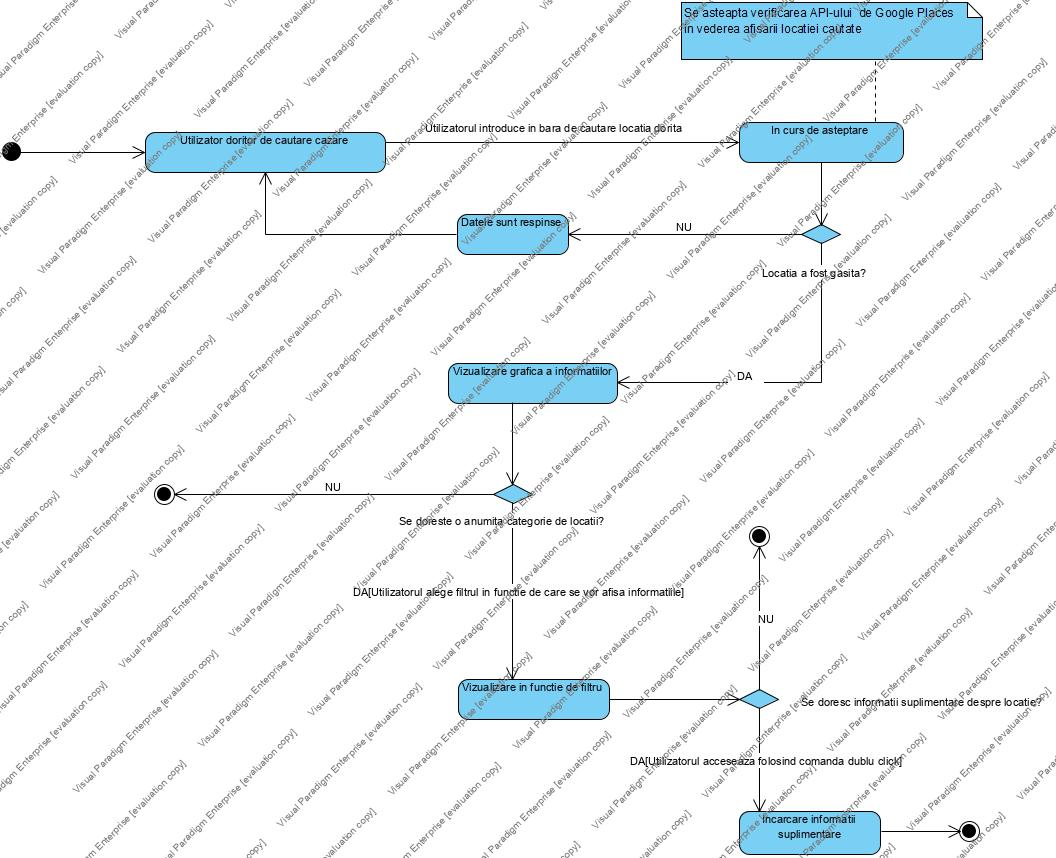 Se asteapta verificarea API-ului de Google Places
in vederea afisarii locatiei cautate
Utilizator doritor de cautare cazare
Utilizatorul introduce in bara de cautare locatia dorita
In curs de asteptare
Datele sunt respinse
NU
Locatia a fost gasita?
Vizualizare grafica a informatiilor
DA
NU
Se doreste o anumita categorie de locatii?
DA[Utilizatorul alege filtrul in functie de care se vor afisa informatiile]
NU
Vizualizare in functie de filtru
Se doresc informatii suplimentare despre locatie?
DA[Utilizatorul acceseaza folosind comanda dublu click]
Incarcare informatii
suplimentare
Visual Paradigm Enterprise [evaluation copy]